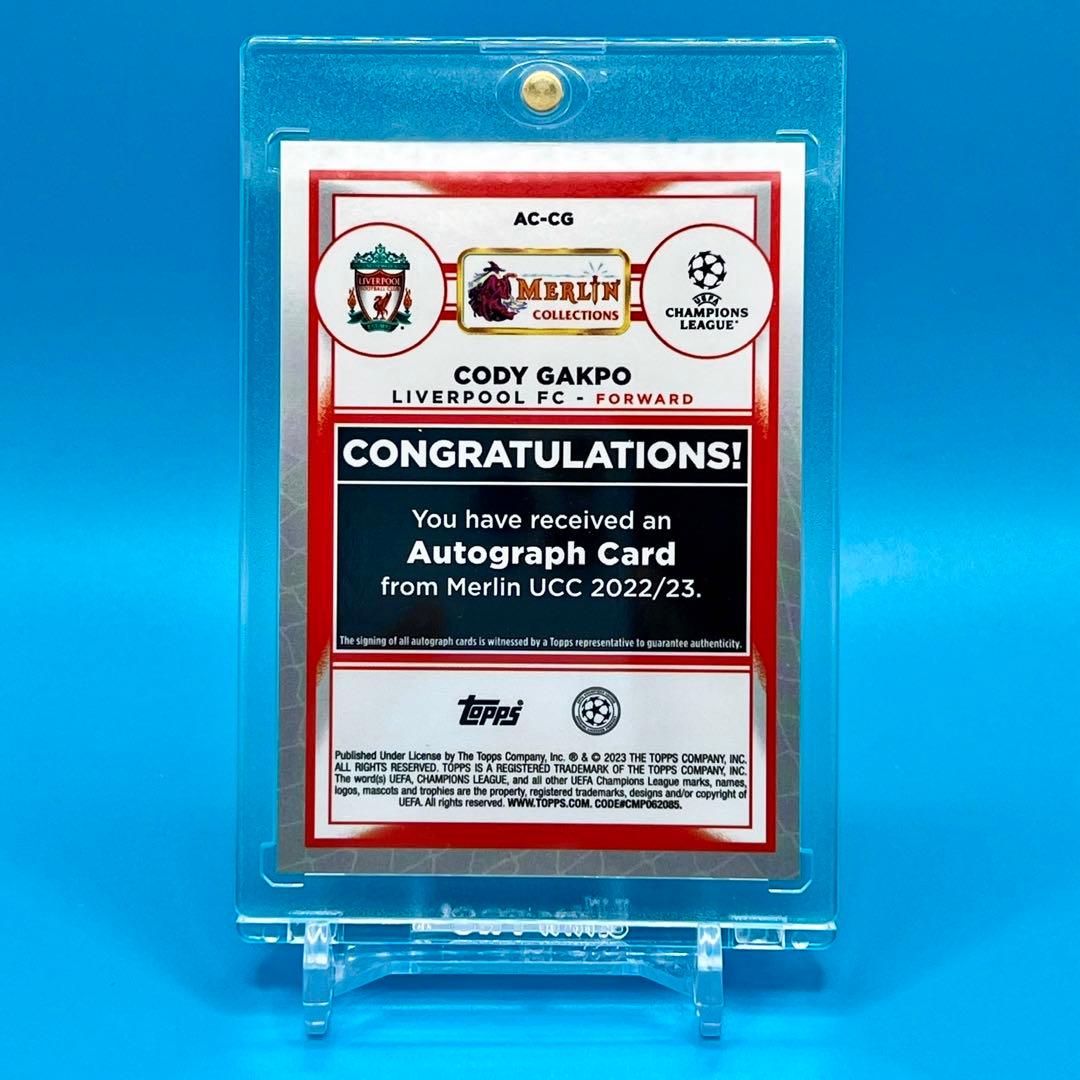 AC-CG
LIVERPOOL
FOOTBALL CLUB
MERLIN
COLLECTIONS
UEFA
CHAMPIONS
LEAGUE®
CODY GAKPO
LIVERPOOL FC - FORWARD
CONGRATULATIONS!
You have received an
Autograph Card
from Merlin UCC 2022/23.
The signing of all autograph cards is witnessed by a Topps representative to guarantee authenticity.
topps
Published Under License by The Topps Company, Inc. ® & © 2023 THE TOPPS COMPANY, INC.
ALL RIGHTS RESERVED. TOPPS IS A REGISTERED TRADEMARK OF THE TOPPS COMPANY, INC.
The word(s) UEFA, CHAMPIONS LEAGUE, and all other UEFA Champions League marks, names,
logos, mascots and trophies are the property, registered trademarks, designs and/or copyright of
UEFA. All rights reserved. WWW.TOPPS.COM. CODE#CMP062085.